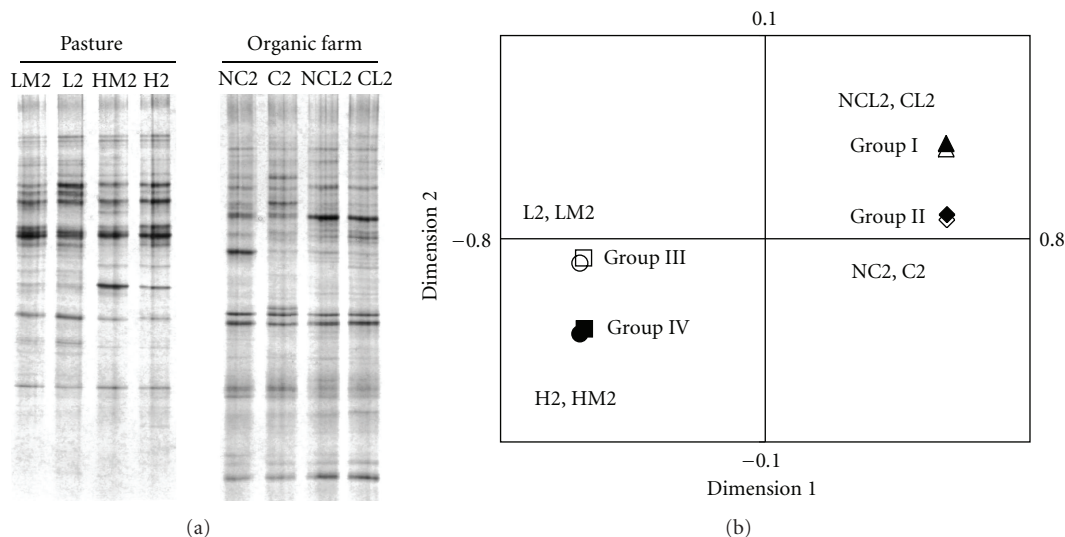 Pasture
Organic farm
LM2 L2 HM2 H2
NC2 C2 NCL2 CL2
(a)
0.1
NCL2, CL2
Group I
L2, LM2
Group II
−0.8
0.8
Dimension 2
Group III
NC2, C2
Group IV
H2, HM2
−0.1
Dimension 1
(b)